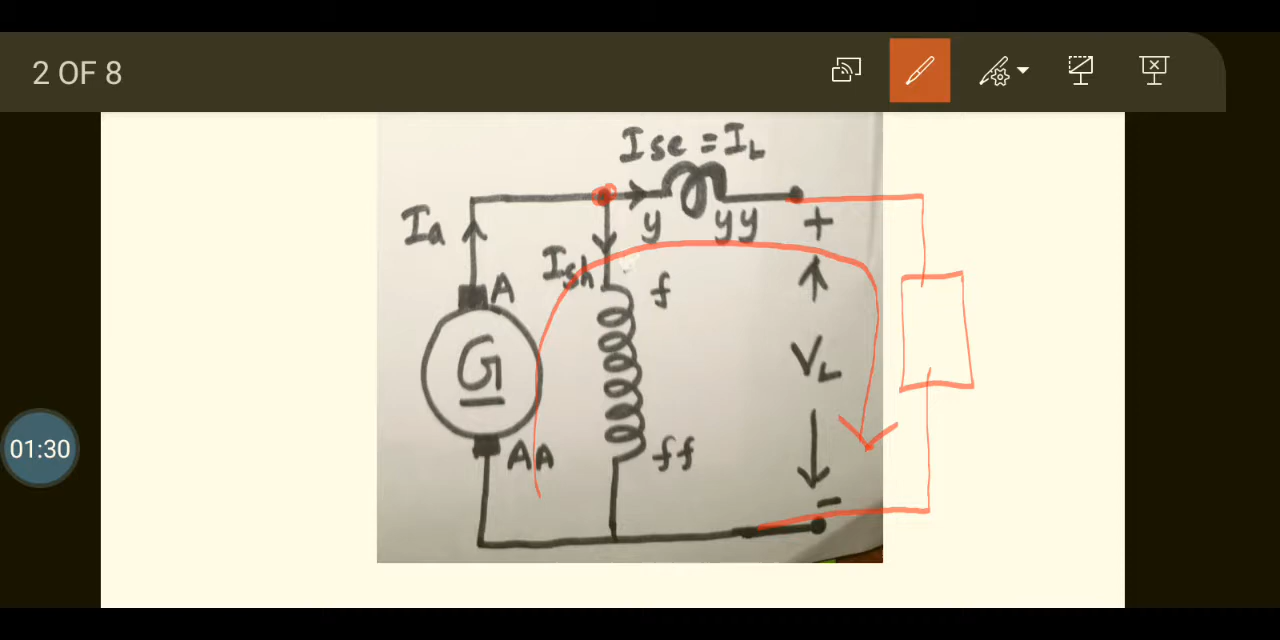 2 OF 8
Ise = IL
Ia
y
yy
+
Ish
f
A
G
VL
01:30
AA
ff
-